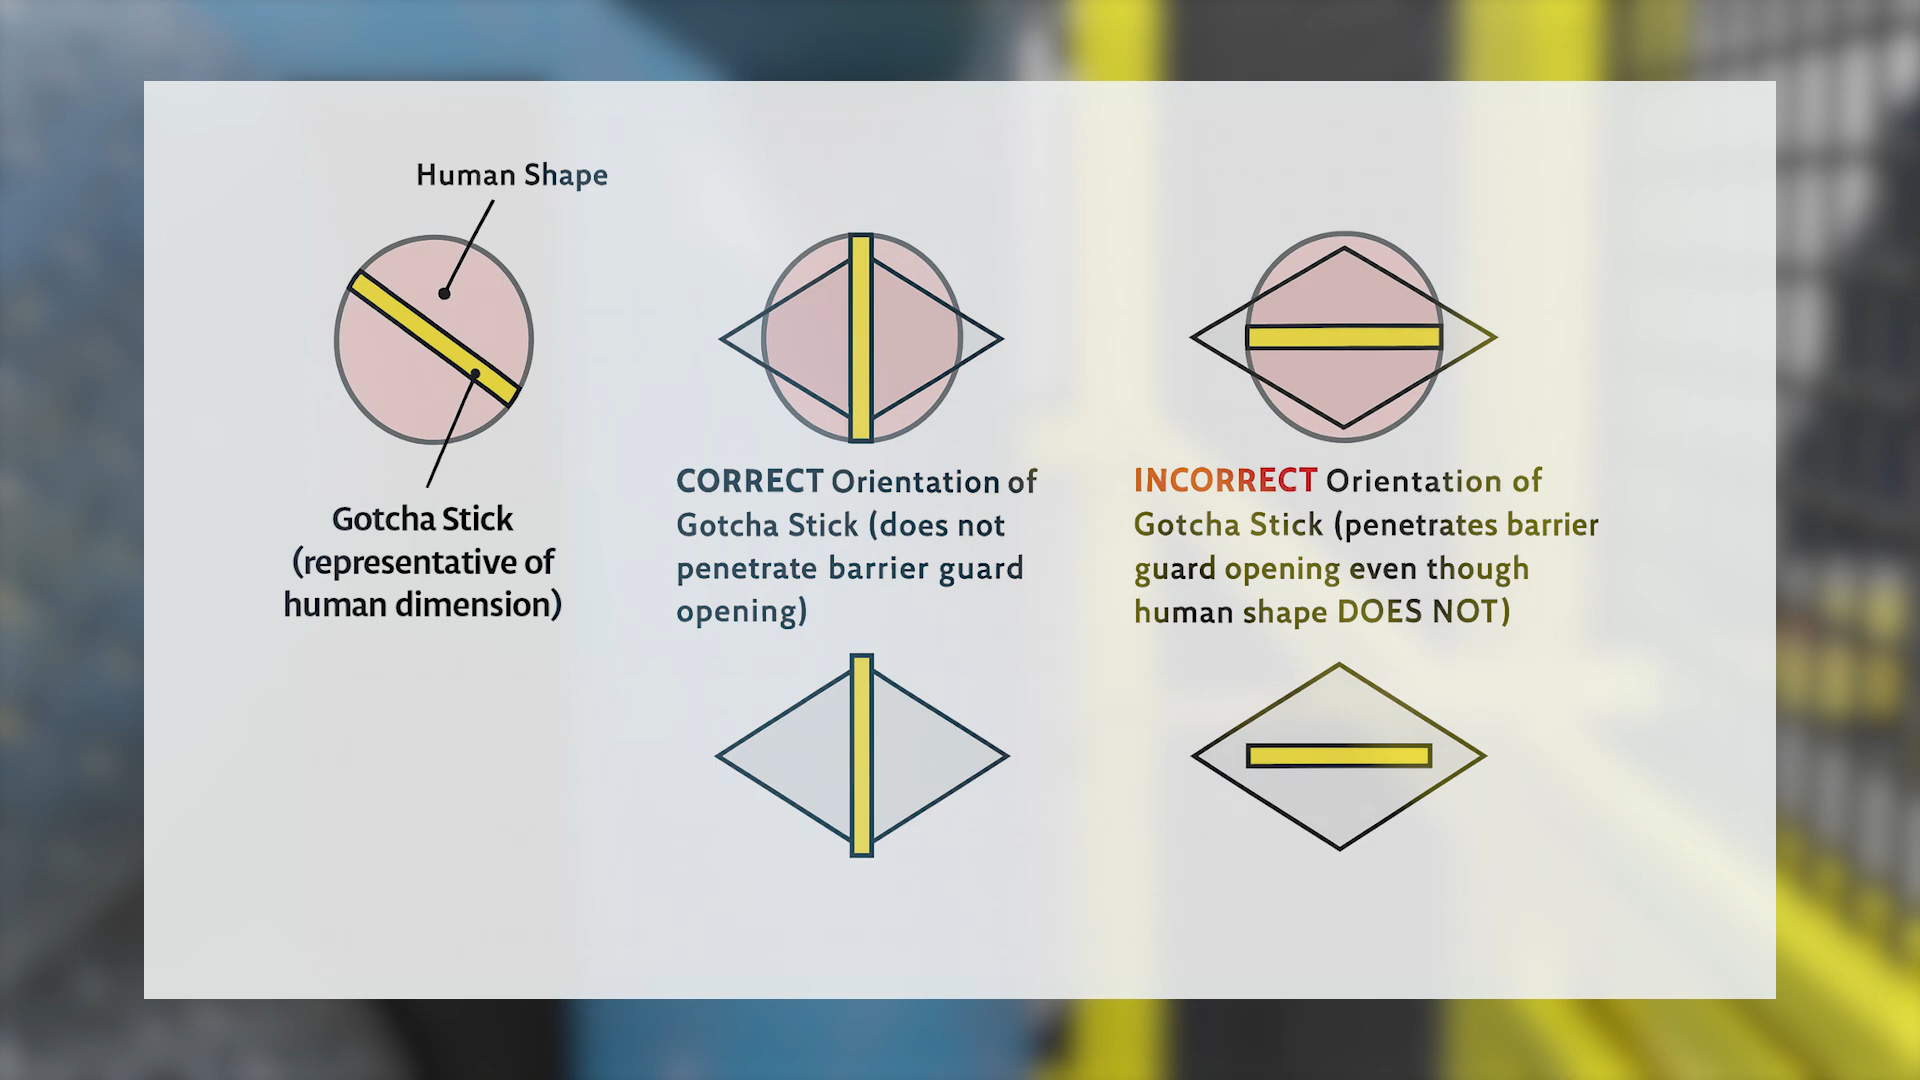 Human Shape
Gotcha Stick
(representative of
human dimension)
CORRECT Orientation of
Gotcha Stick (does not
penetrate barrier guard
opening)
INCORRECT Orientation of
Gotcha Stick (penetrates barrier
guard opening even though
human shape DOES NOT)